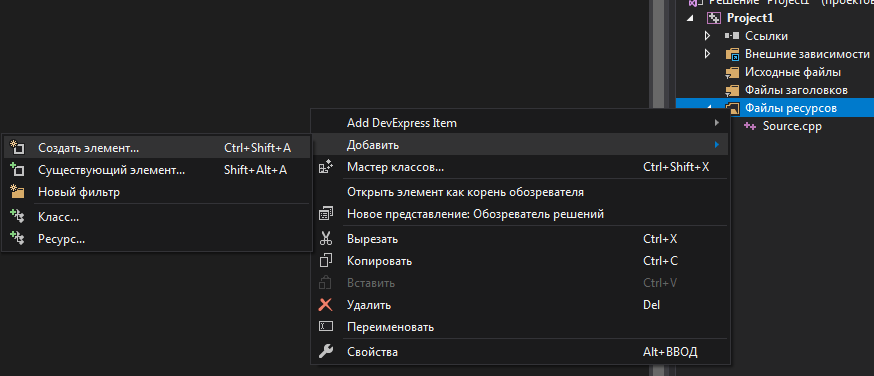 Решение "Project1" (проектов
Project1
Ссылки
Внешние зависимости
Исходные файлы
Файлы заголовков
Файлы ресурсов
Source.cpp
Add DevExpress Item
Добавить
Мастер классов... Ctrl+Shift+X
Открыть элемент как корень обозревателя
Новое представление: Обозреватель решений
Вырезать Ctrl+X
Копировать Ctrl+C
Вставить Ctrl+V
Удалить Del
Переименовать
Свойства Alt+ВВОД
Создать элемент... Ctrl+Shift+A
Существующий элемент... Shift+Alt+A
Новый фильтр
Класс...
Ресурс...